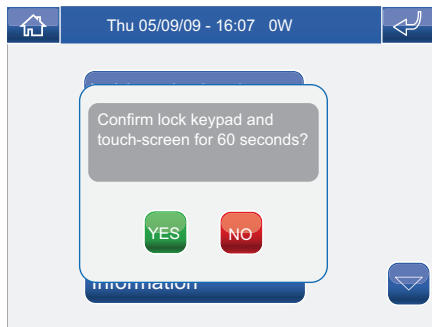 Thu 05/09/09 - 16:07 0W
Confirm lock keypad and
touch-screen for 60 seconds?
YES
NO
Information